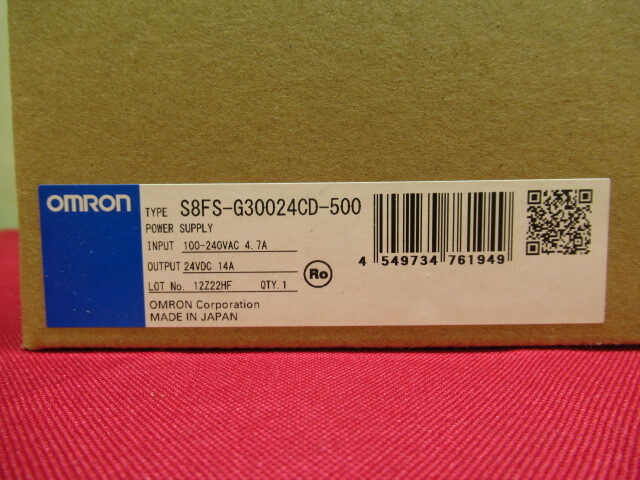 OMRON
TYPE S8FS-G30024CD-500
POWER SUPPLY
INPUT 100-240VAC 4.7A
OUTPUT 24VDC 14A
LOT No. 12Z22HF QTY.1
OMRON Corporation
MADE IN JAPAN
Ro
4 549734 761949